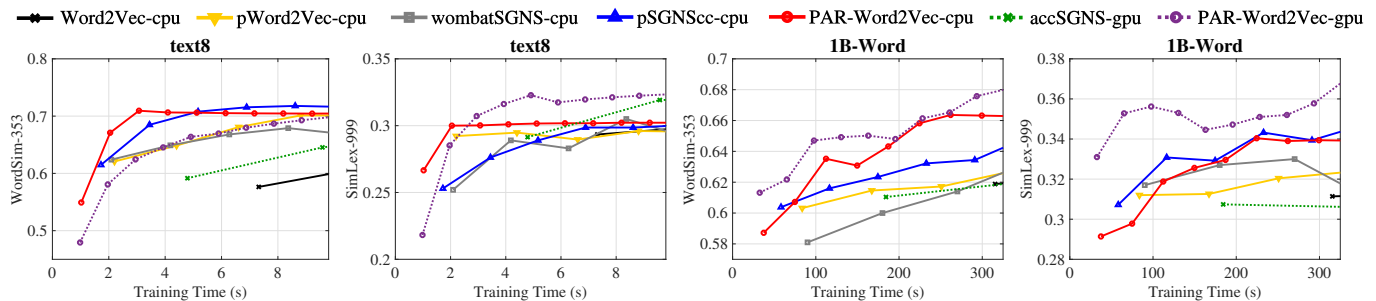 Word2Vec-cpu pWord2Vec-cpu wombatSGNS-cpu pSGNScc-cpu PAR-Word2Vec-cpu accSGNS-gpu PAR-Word2Vec-gpu
text8
0.8
0.7
0.6
0.5
WordSim-353
0 2 4 6 8
Training Time (s)
text8
0.35
0.3
0.25
0.2
SimLex-999
0 2 4 6 8
Training Time (s)
1B-Word
0.7
0.68
0.66
0.64
0.62
0.6
0.58
WordSim-353
0 100 200 300
Training Time (s)
1B-Word
0.38
0.36
0.34
0.32
0.3
0.28
SimLex-999
0 100 200 300
Training Time (s)